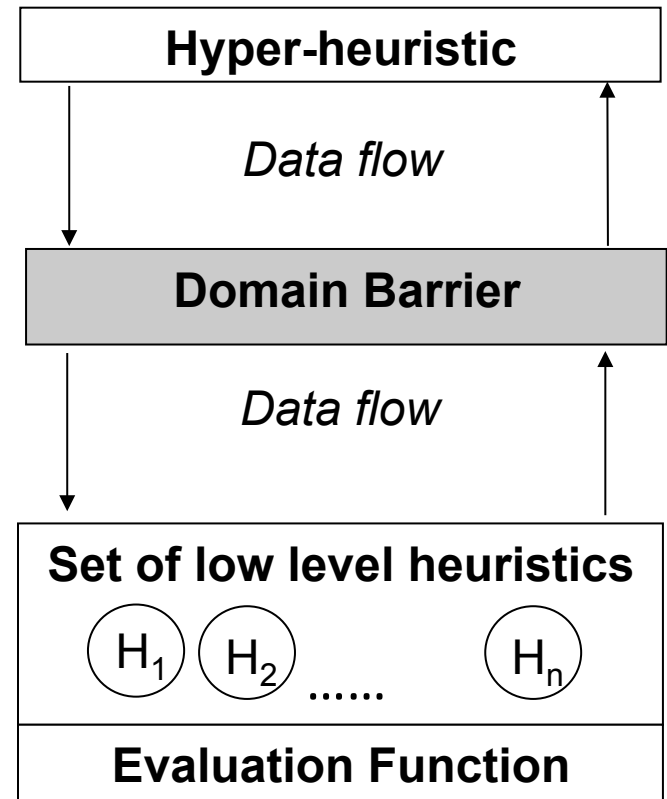 Hyper-heuristic
Data flow
Domain Barrier
Data flow
Set of low level heuristics
H₁ H₂ ...... Hₙ
Evaluation Function